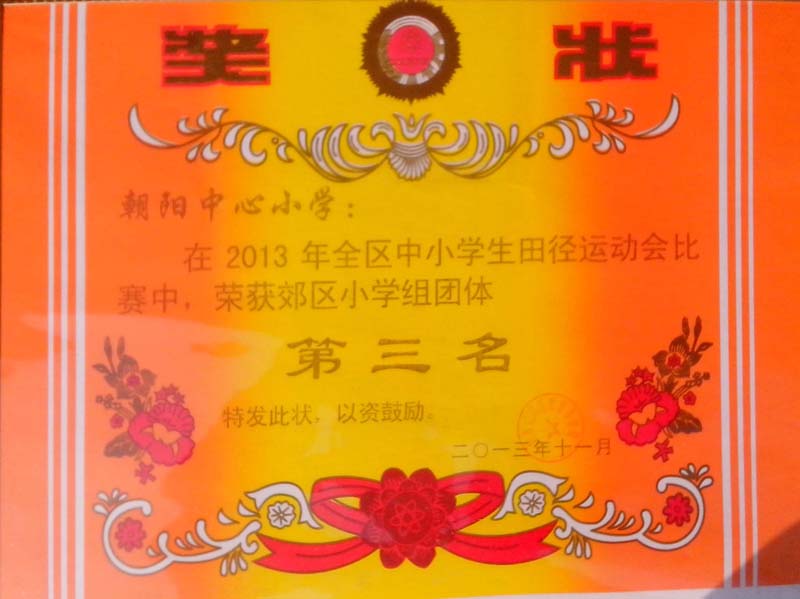 奖 状
朝阳中心小学：
在 2013 年全区中小学生田径运动会比
赛中，荣获郊区小学组团体
第三名
特发此状，以资鼓励。
二〇一三年十一月